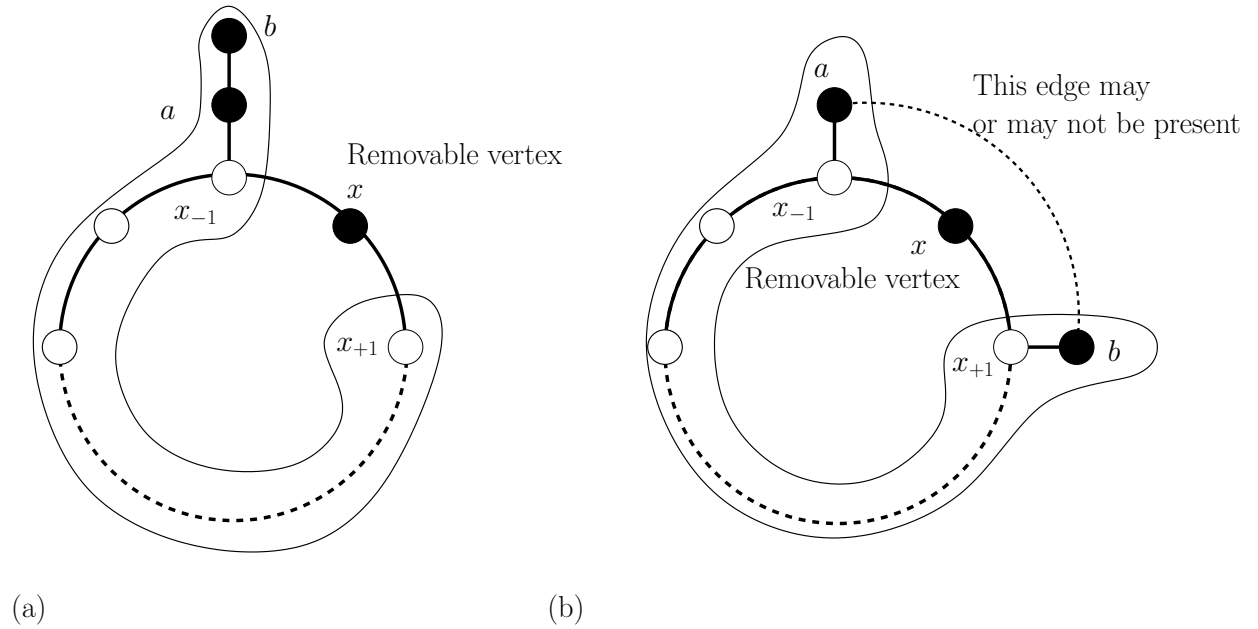 b
a
Removable vertex
x
x₋₁
x₊₁
(a)
a
This edge may
or may not be present
x₋₁
x
Removable vertex
x₊₁
b
(b)